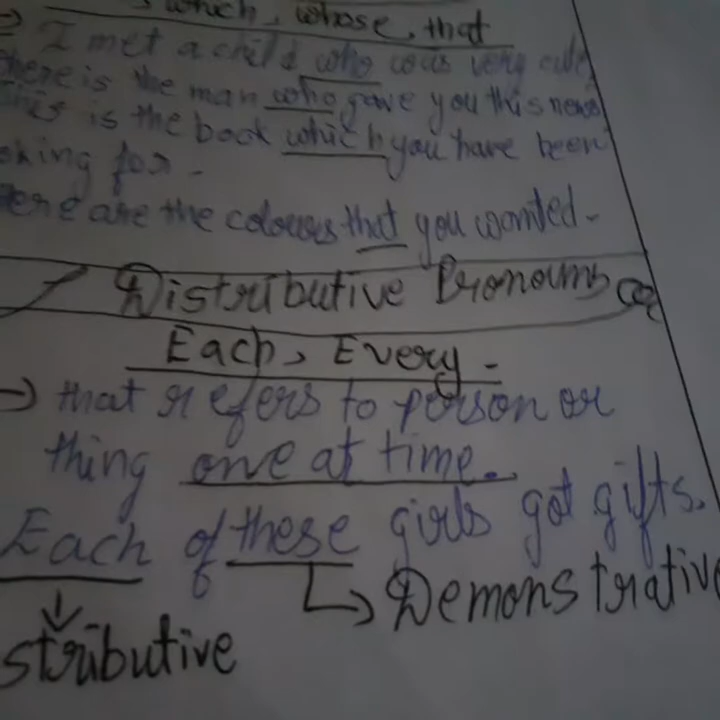 which, whose, that
I met a child who was very cute
There is the man who gave you this news
This is the book which you have been
oking for.
Here are the colours that you wanted.
Distributive Pronouns
Each, Every -
→ that refers to person or
thing one at time.
Each of these girls got gifts.
↳ Demonstrative
↓
stributive